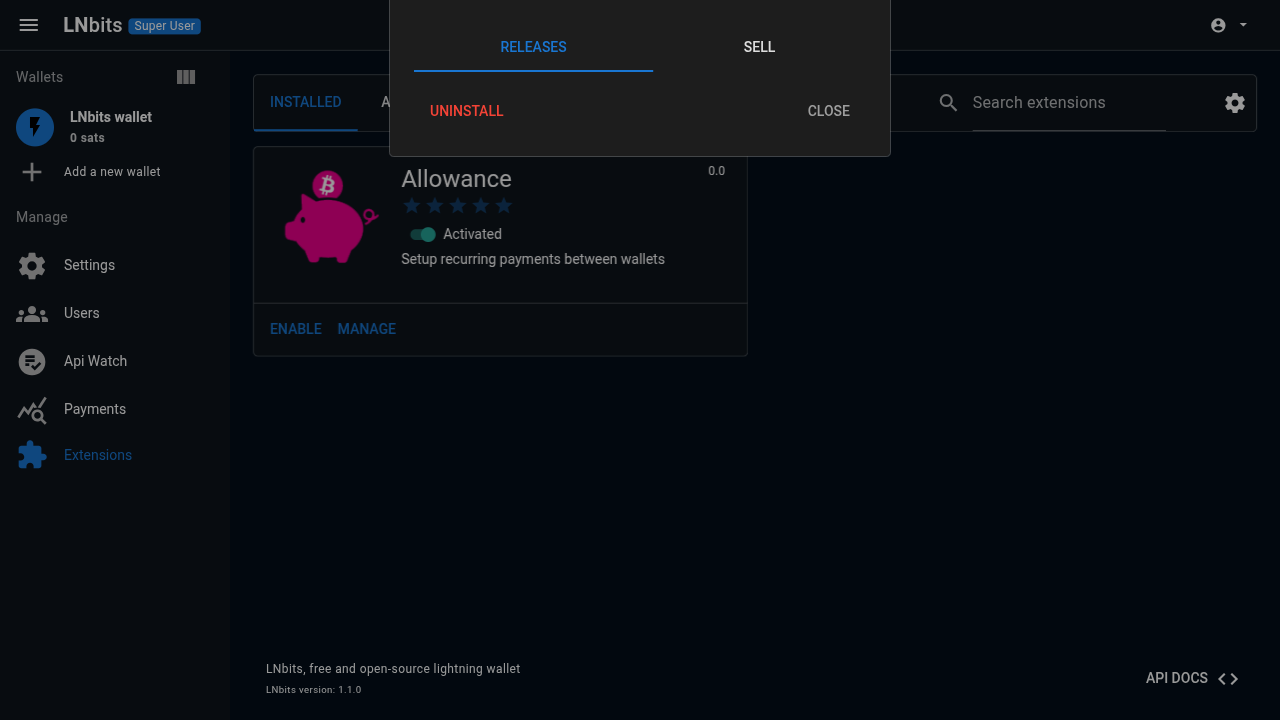 LNbits Super User
RELEASES SELL
UNINSTALL CLOSE
Wallets
LNbits wallet
0 sats
Add a new wallet
Manage
Settings
Users
Api Watch
Payments
Extensions
INSTALLED A
Search extensions
Allowance 0.0
Activated
Setup recurring payments between wallets
ENABLE MANAGE
LNbits, free and open-source lightning wallet
LNbits version: 1.1.0
API DOCS